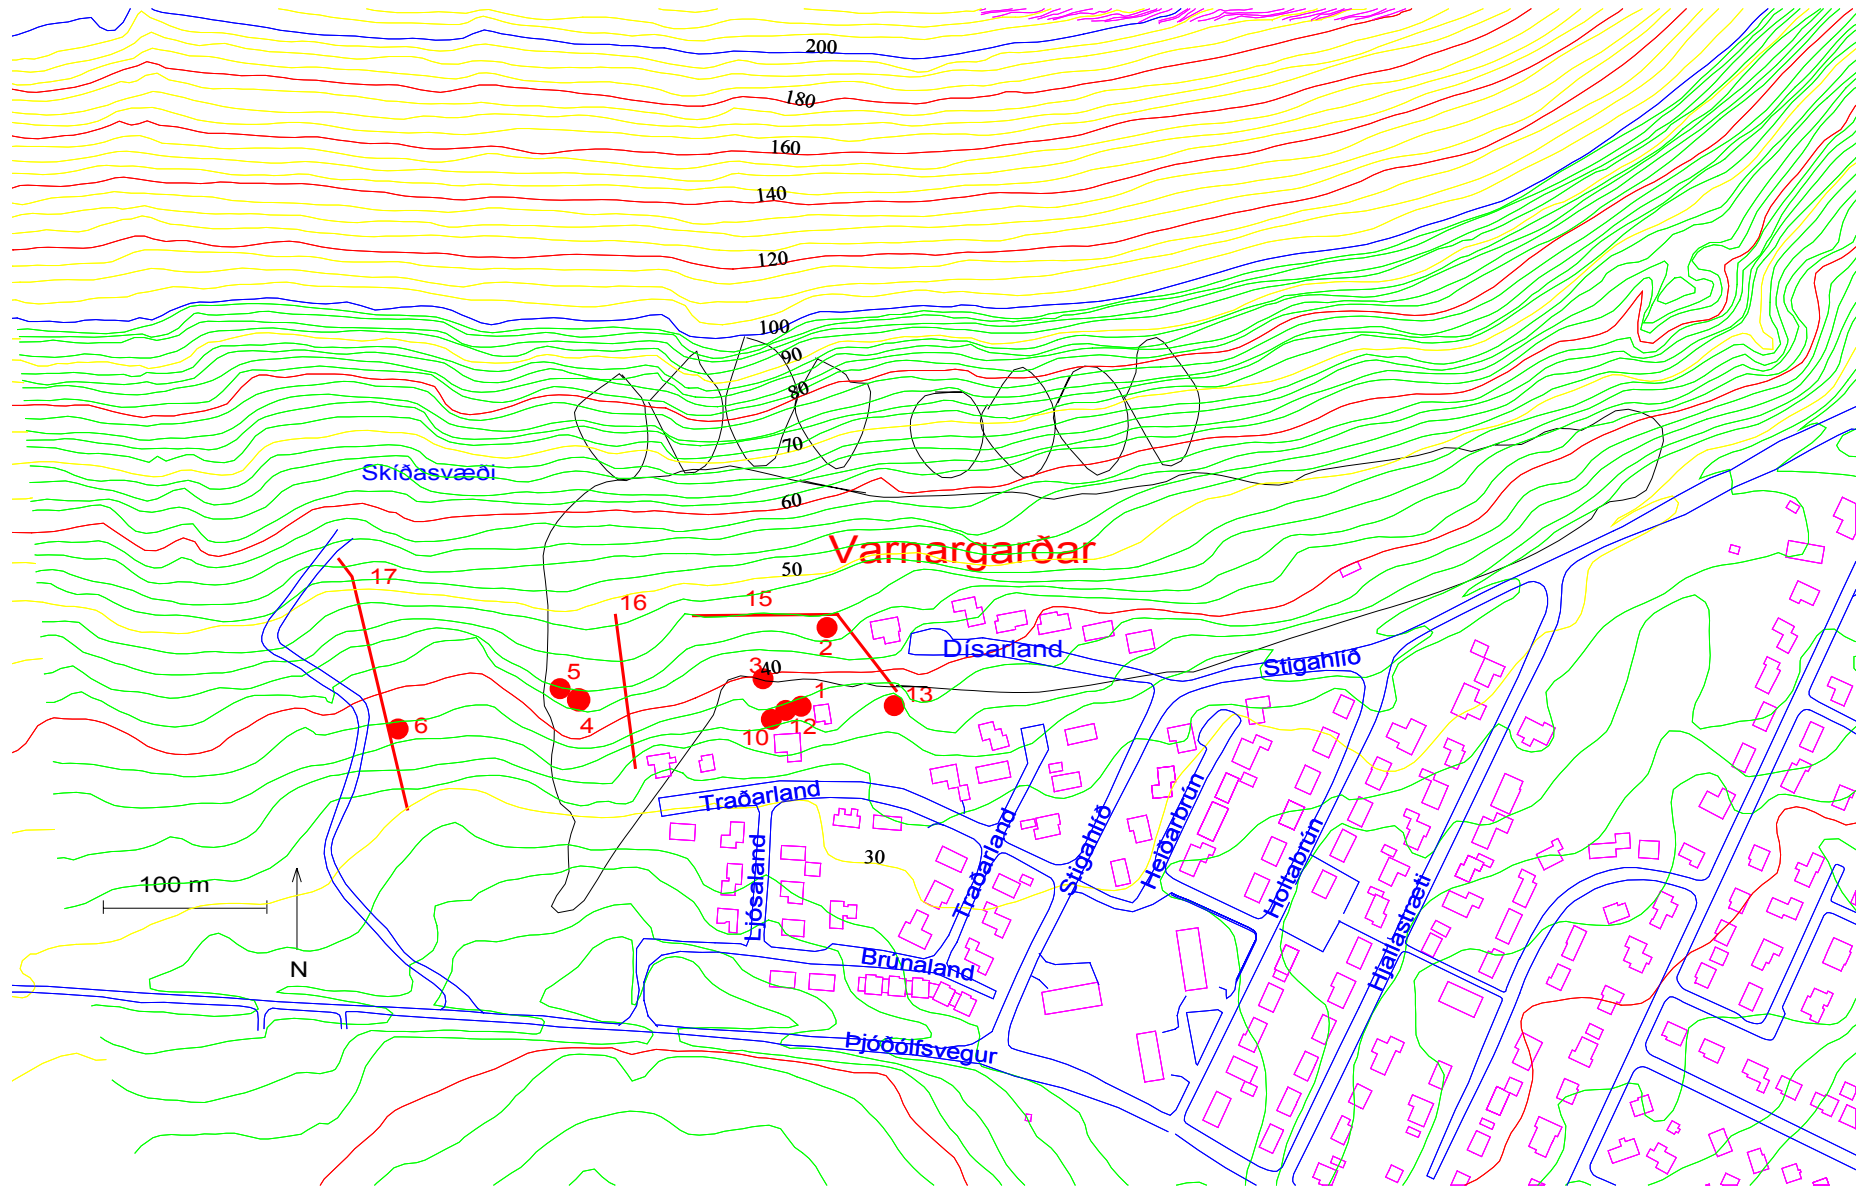 200
180
160
140
120
100
90
80
70
Skíðasvæði
60
Varnargarðar
50
17
16
15
2
Dísarland
Stigahlíð
5
3
40
4
1
13
6
10
12
Traðarland
Ljósaland
Traðarland
Stigahlíð
Heiðarbrún
Holtabrún
Hjallastræti
30
100 m
N
Brúnaland
Þjóðólfsvegur